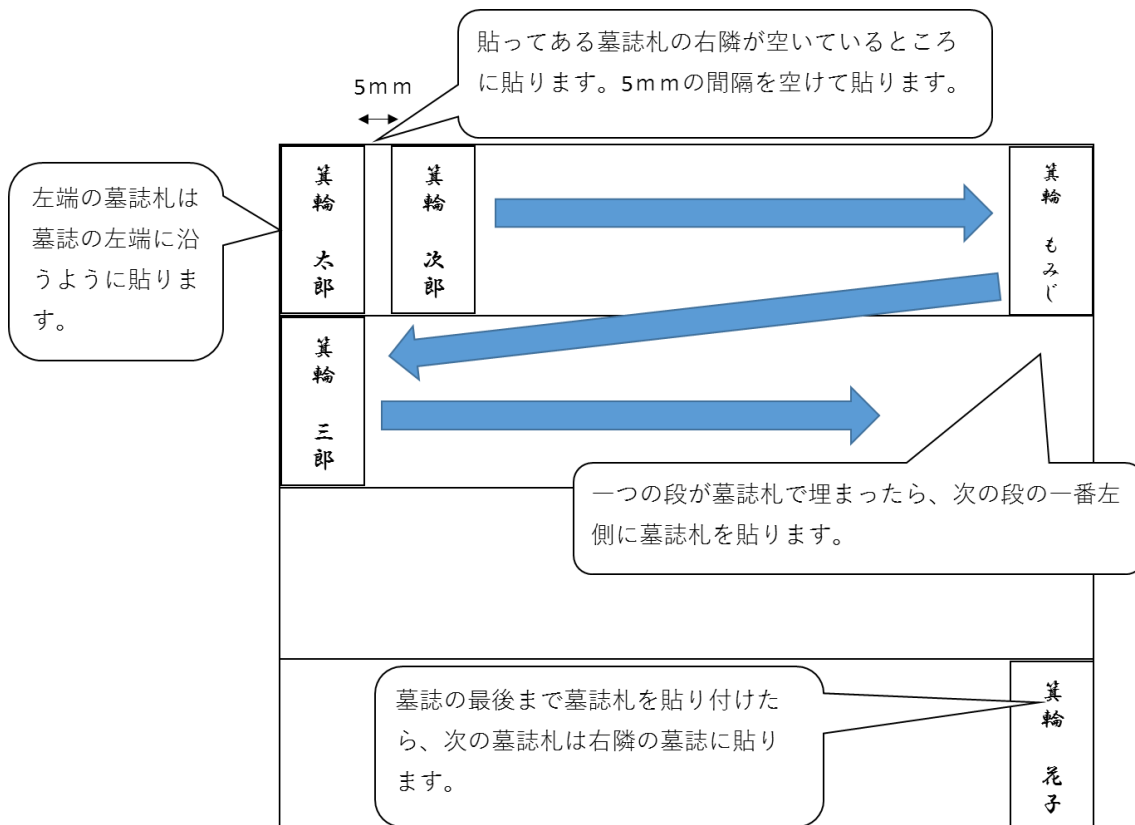 貼ってある墓誌札の右隣が空いているところ
に貼ります。5ｍｍの間隔を空けて貼ります。
5ｍｍ
左端の墓誌札は
墓誌の左端に沿
うように貼りま
す。
箕輪　太郎
箕輪　次郎
箕輪　もみじ
箕輪　三郎
一つの段が墓誌札で埋まったら、次の段の一番左
側に墓誌札を貼ります。
墓誌の最後まで墓誌札を貼り付けた
ら、次の墓誌札は右隣の墓誌に貼り
ます。
箕輪　花子